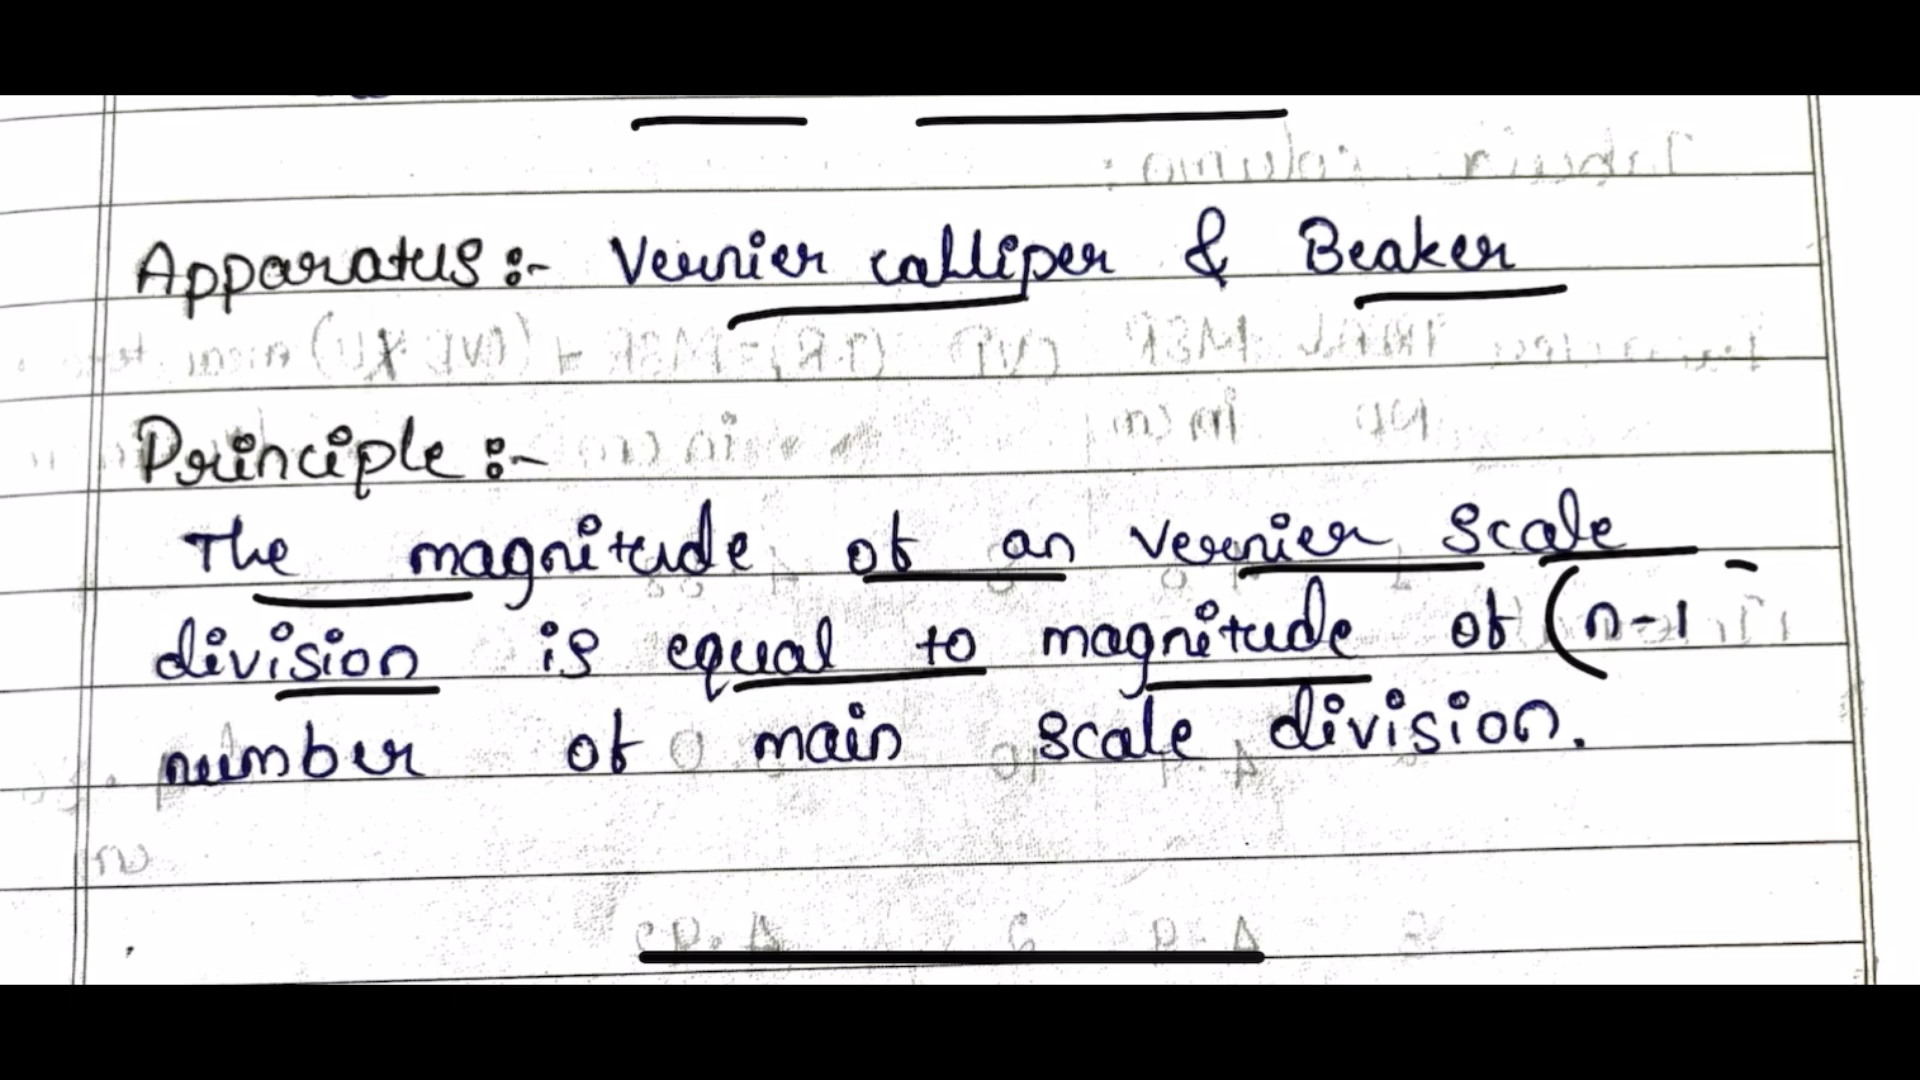 Apparatus :- Vernier calliper & Beaker
Principle :-
The magnitude of an vernier scale
division is equal to magnitude of (n-1
number of main scale division.